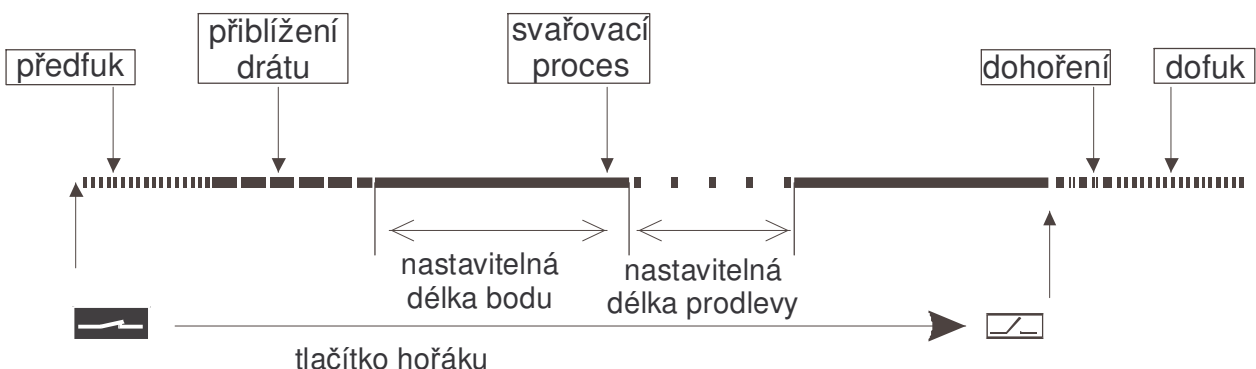 předfuk
přiblížení
drátu
svařovací
proces
dohoření
dofuk
nastavitelná
délka bodu
nastavitelná
délka prodlevy
tlačítko hořáku